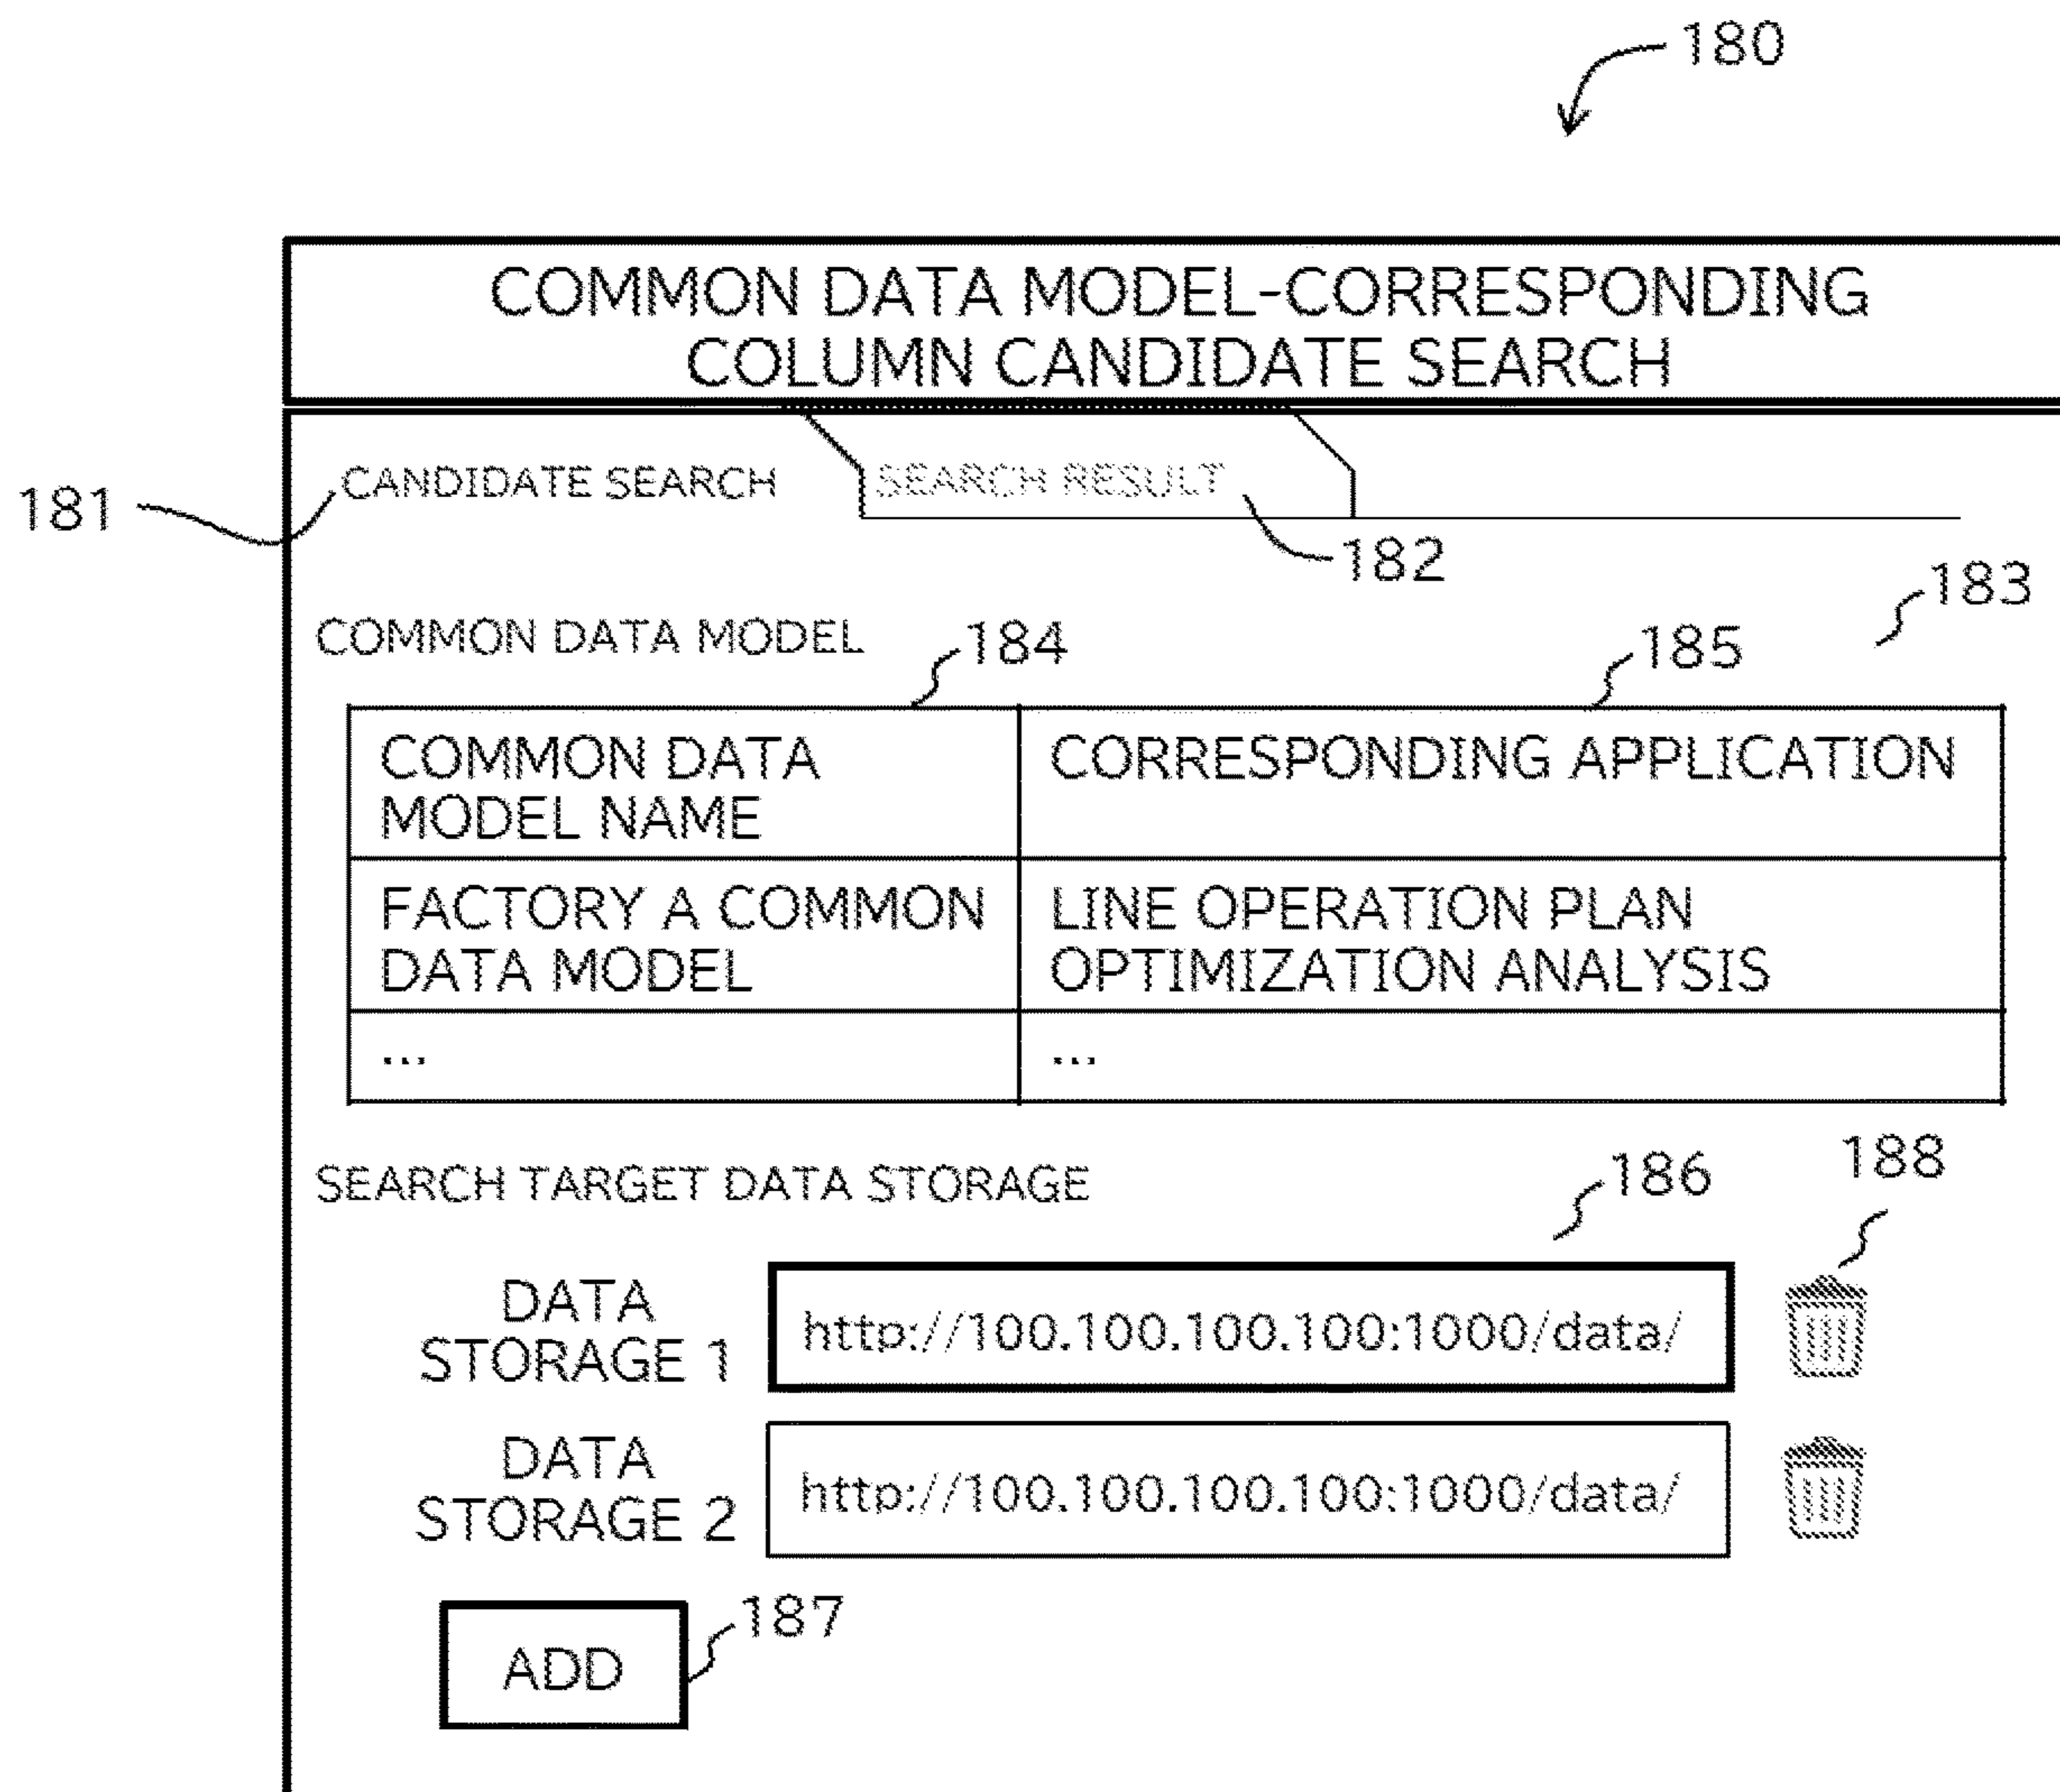 180
COMMON DATA MODEL-CORRESPONDING
COLUMN CANDIDATE SEARCH
181
CANDIDATE SEARCH
SEARCH RESULT
182
183
COMMON DATA MODEL
184
185
COMMON DATA
MODEL NAME
CORRESPONDING APPLICATION
FACTORY A COMMON
DATA MODEL
LINE OPERATION PLAN
OPTIMIZATION ANALYSIS
...
...
SEARCH TARGET DATA STORAGE
186
188
DATA
STORAGE 1
http://100.100.100.100:1000/data/
DATA
STORAGE 2
http://100.100.100.100:1000/data/
ADD
187